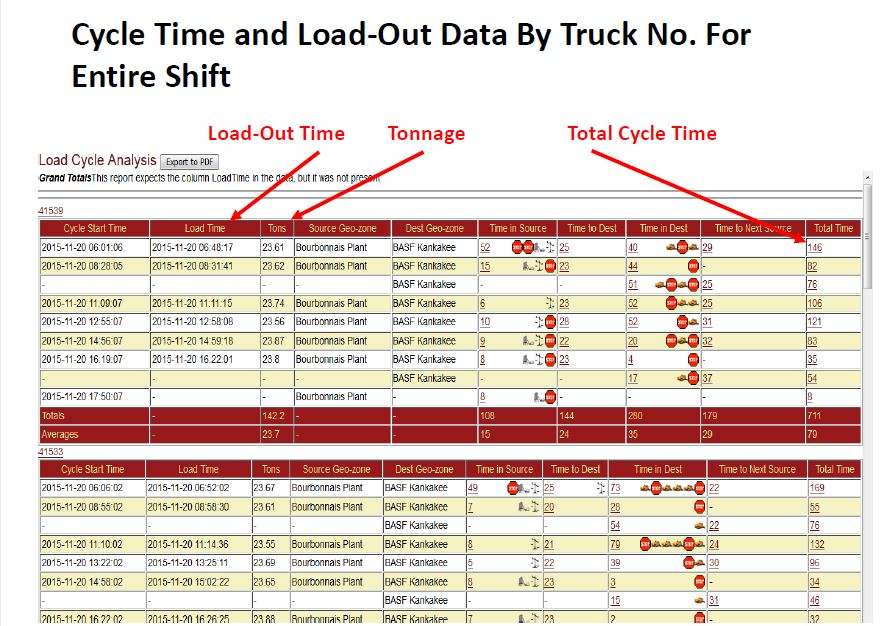 Cycle Time and Load-Out Data By Truck No. For
Entire Shift
Load-Out Time Tonnage Total Cycle Time
Load Cycle Analysis Export to PDF
Grand TotalsThis report expects the column LoadTime in the data, but it was not present
41539
Cycle Start Time Load Time Tons Source Geo-zone Dest Geo-zone Time in Source Time to Dest Time in Dest Time to Next Source Total Time
2015-11-20 06:01:06 2015-11-20 06:48:17 23.61 Bourbonnais Plant BASF Kankakee 52 25 40 29 146
2015-11-20 08:28:05 2015-11-20 08:31:41 23.62 Bourbonnais Plant BASF Kankakee 15 23 44 - 82
- - - BASF Kankakee - - 51 25 76
2015-11-20 11:09:07 2015-11-20 11:11:15 23.74 Bourbonnais Plant BASF Kankakee 6 23 52 25 106
2015-11-20 12:55:07 2015-11-20 12:58:08 23.56 Bourbonnais Plant BASF Kankakee 10 28 52 31 121
2015-11-20 14:56:07 2015-11-20 14:59:18 23.87 Bourbonnais Plant BASF Kankakee 9 22 20 32 83
2015-11-20 16:19:07 2015-11-20 16:22:01 23.8 Bourbonnais Plant BASF Kankakee 8 23 4 - 35
- - - - BASF Kankakee - - 17 37 54
2015-11-20 17:50:07 - - Bourbonnais Plant - 8 - - - 8
Totals - 142.2 - - 108 144 280 179 711
Averages - 23.7 - - 15 24 35 29 79
41533
Cycle Start Time Load Time Tons Source Geo-zone Dest Geo-zone Time in Source Time to Dest Time in Dest Time to Next Source Total Time
2015-11-20 06:06:02 2015-11-20 06:52:02 23.67 Bourbonnais Plant BASF Kankakee 49 25 73 22 169
2015-11-20 08:55:02 2015-11-20 08:58:30 23.61 Bourbonnais Plant BASF Kankakee 7 20 28 - 55
- - - - BASF Kankakee - - 54 22 76
2015-11-20 11:10:02 2015-11-20 11:14:36 23.55 Bourbonnais Plant BASF Kankakee 8 21 79 24 132
2015-11-20 13:22:02 2015-11-20 13:25:11 23.69 Bourbonnais Plant BASF Kankakee 5 22 39 30 96
2015-11-20 14:58:02 2015-11-20 15:02:22 23.65 Bourbonnais Plant BASF Kankakee 8 23 3 - 34
- - - - BASF Kankakee - - 15 31 46
2015-11-20 16:22:02 2015-11-20 16:26:25 23.88 Bourbonnais Plant BASF Kankakee 7 23 2 - 32